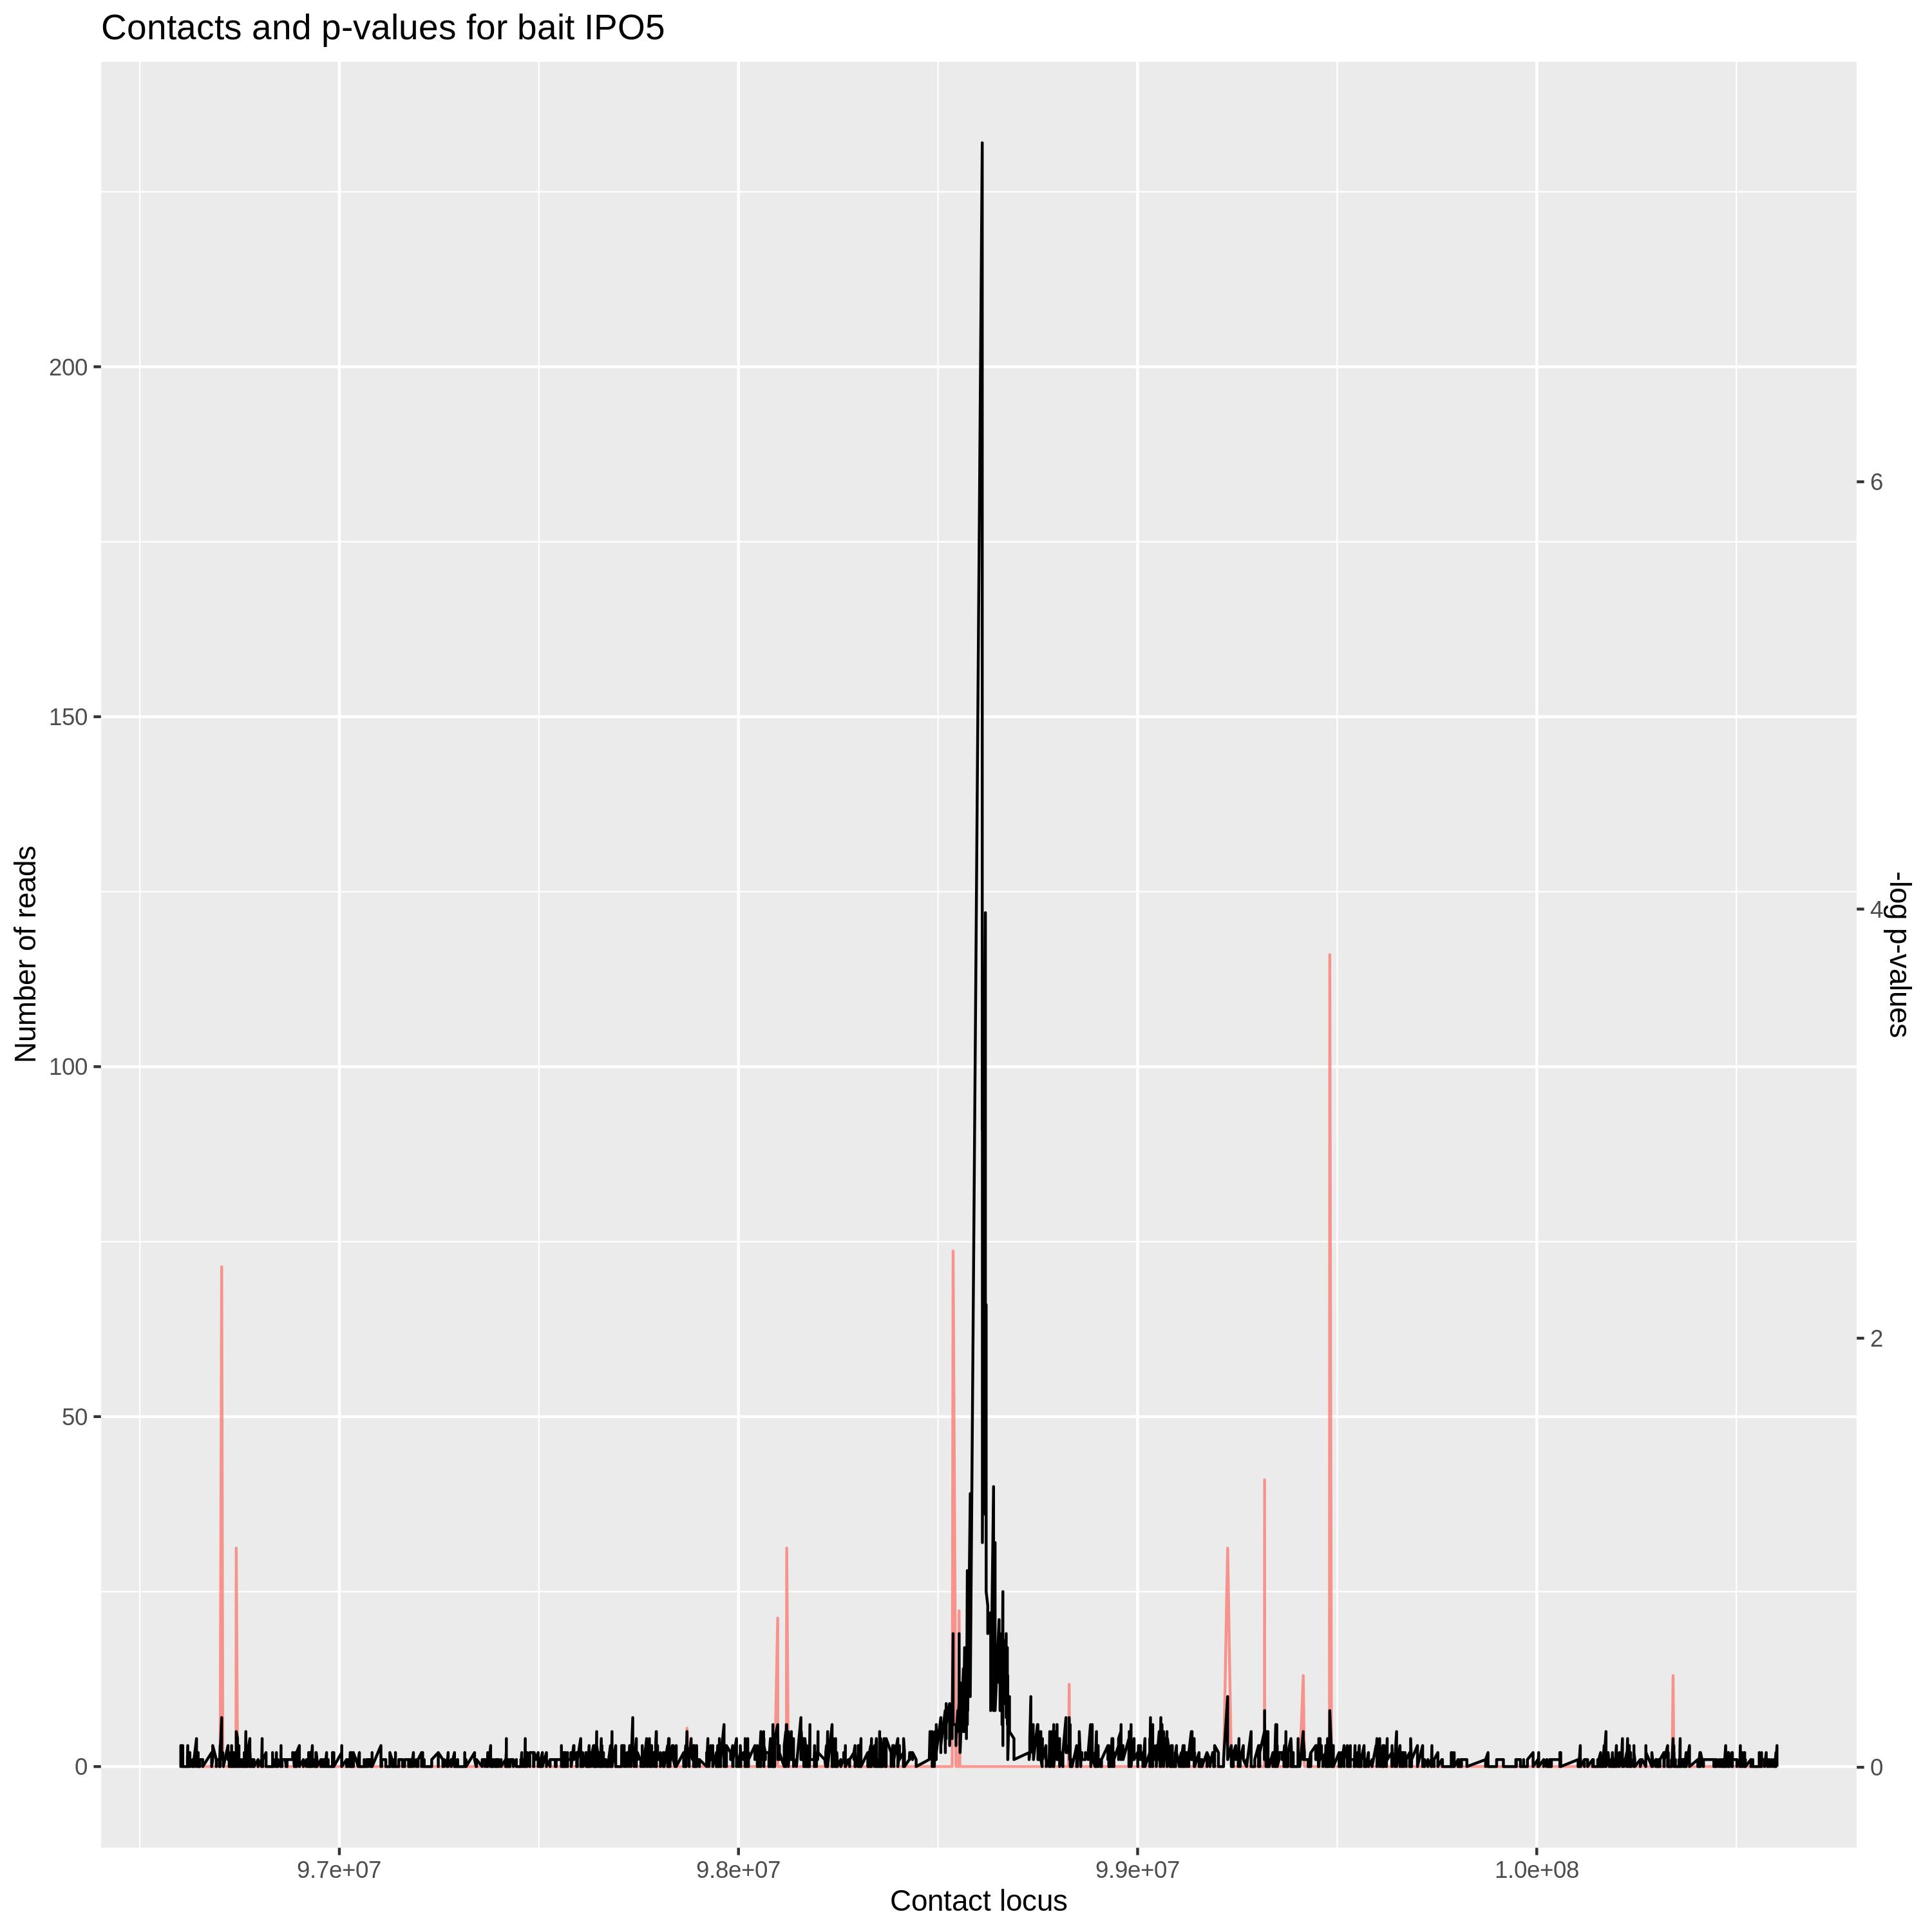 Contacts and p-values for bait IPO5
200
150
100
50
0
Number of reads
6
4
2
0
-log p-values
9.7e+07 9.8e+07 9.9e+07 1.0e+08
Contact locus